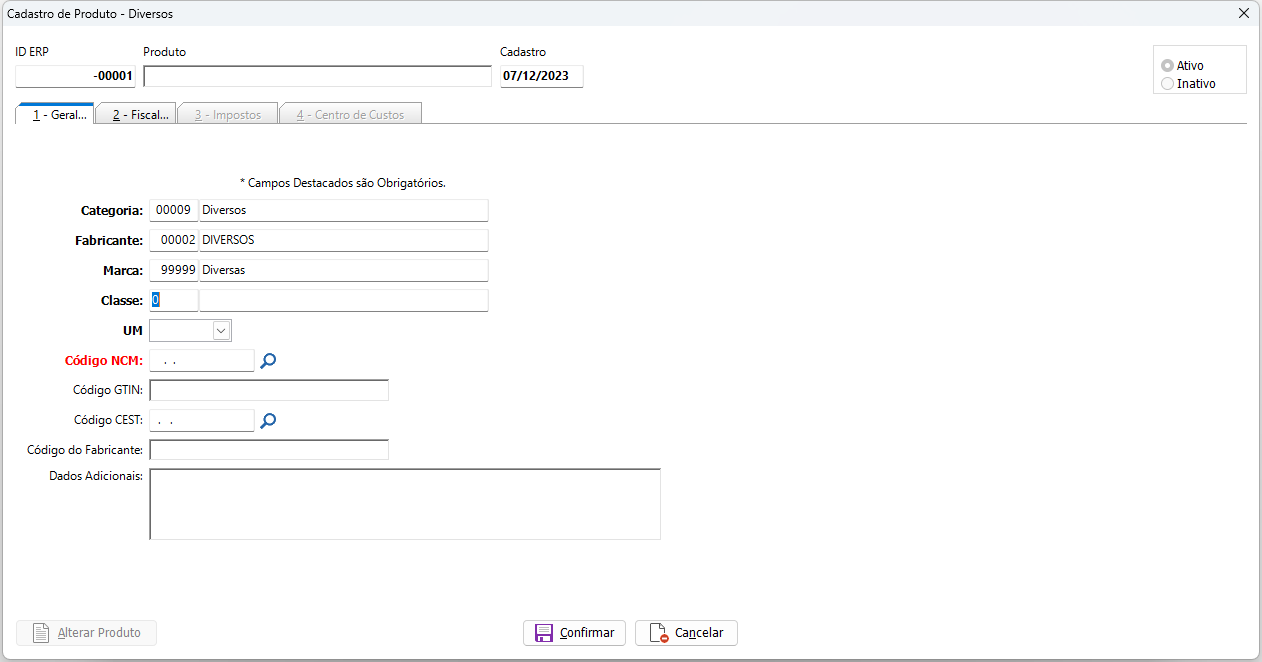 Cadastro de Produto - Diversos
ID ERP Produto Cadastro
-00001 07/12/2023
Ativo
Inativo
1 - Geral... 2 - Fiscal... 3 - Impostos 4 - Centro de Custos
* Campos Destacados são Obrigatórios.
Categoria: 00009 Diversos
Fabricante: 00002 DIVERSOS
Marca: 99999 Diversas
Classe: 0
UM
Código NCM: . .
Código GTIN:
Código CEST: . .
Código do Fabricante:
Dados Adicionais:
Alterar Produto Confirmar Cancelar